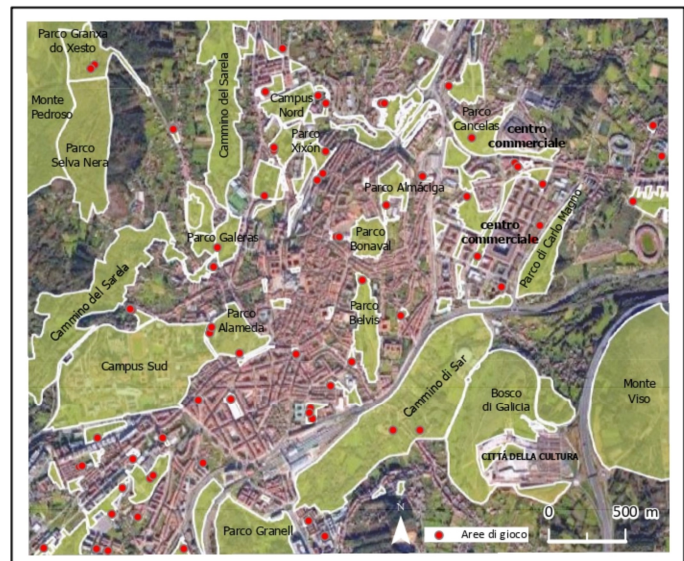 Parco Granxa
do Xesto
Monte
Pedroso
Parco
Selva Nera
Cammino del Sarela
Campus
Nord
Parco
Xixón
Parco
Cancelas
centro
commerciale
Parco Almáciga
Parco Galeras
Parco
Bonaval
centro
commerciale
Parco di Carlo Magno
Cammino del Sarela
Parco
Alameda
Parco
Belvis
Campus Sud
Cammino di Sar
Bosco
di Galicia
Monte
Viso
CITTÀ DELLA CULTURA
Parco Granell
N
Aree di gioco
0 500 m